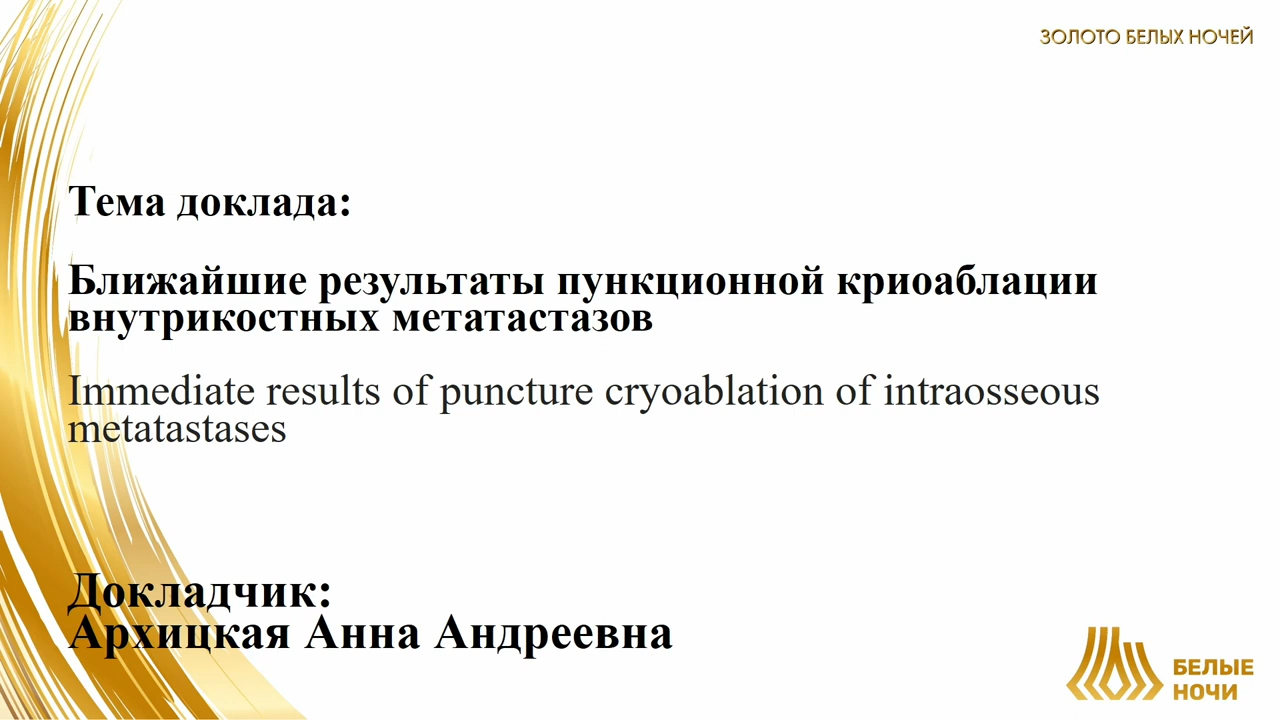 ЗОЛОТО БЕЛЫХ НОЧЕЙ
Тема доклада:
Ближайшие результаты пункционной криоаблации
внутрикостных метатастазов
Immediate results of puncture cryoablation of intraosseous
metatastases
Докладчик:
Архицкая Анна Андреевна
БЕЛЫЕ
НОЧИ